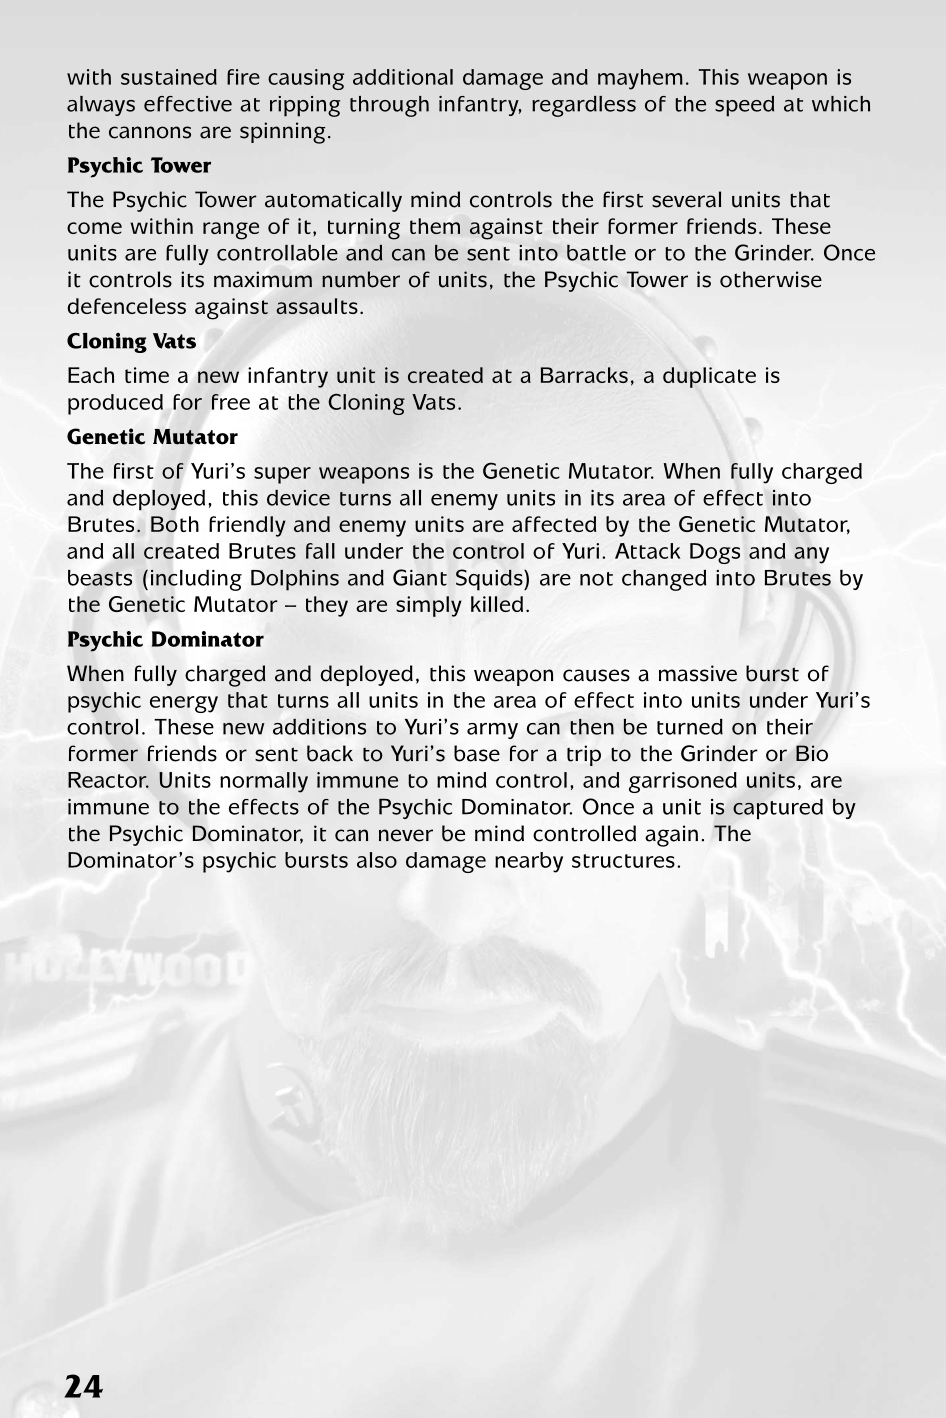 with sustained fire causing additional damage and mayhem. This weapon is
always effective at ripping through infantry, regardless of the speed at which
the cannons are spinning.
Psychic Tower
The Psychic Tower automatically mind controls the first several units that
come within range of it, turning them against their former friends. These
units are fully controllable and can be sent into battle or to the Grinder. Once
it controls its maximum number of units, the Psychic Tower is otherwise
defenceless against assaults.
Cloning Vats
Each time a new infantry unit is created at a Barracks, a duplicate is
produced for free at the Cloning Vats.
Genetic Mutator
The first of Yuri's super weapons is the Genetic Mutator. When fully charged
and deployed, this device turns all enemy units in its area of effect into
Brutes. Both friendly and enemy units are affected by the Genetic Mutator,
and all created Brutes fall under the control of Yuri. Attack Dogs and any
beasts (including Dolphins and Giant Squids) are not changed into Brutes by
the Genetic Mutator – they are simply killed.
Psychic Dominator
When fully charged and deployed, this weapon causes a massive burst of
psychic energy that turns all units in the area of effect into units under Yuri's
control. These new additions to Yuri's army can then be turned on their
former friends or sent back to Yuri's base for a trip to the Grinder or Bio
Reactor. Units normally immune to mind control, and garrisoned units, are
immune to the effects of the Psychic Dominator. Once a unit is captured by
the Psychic Dominator, it can never be mind controlled again. The
Dominator's psychic bursts also damage nearby structures.
HOLLYWOOD
24